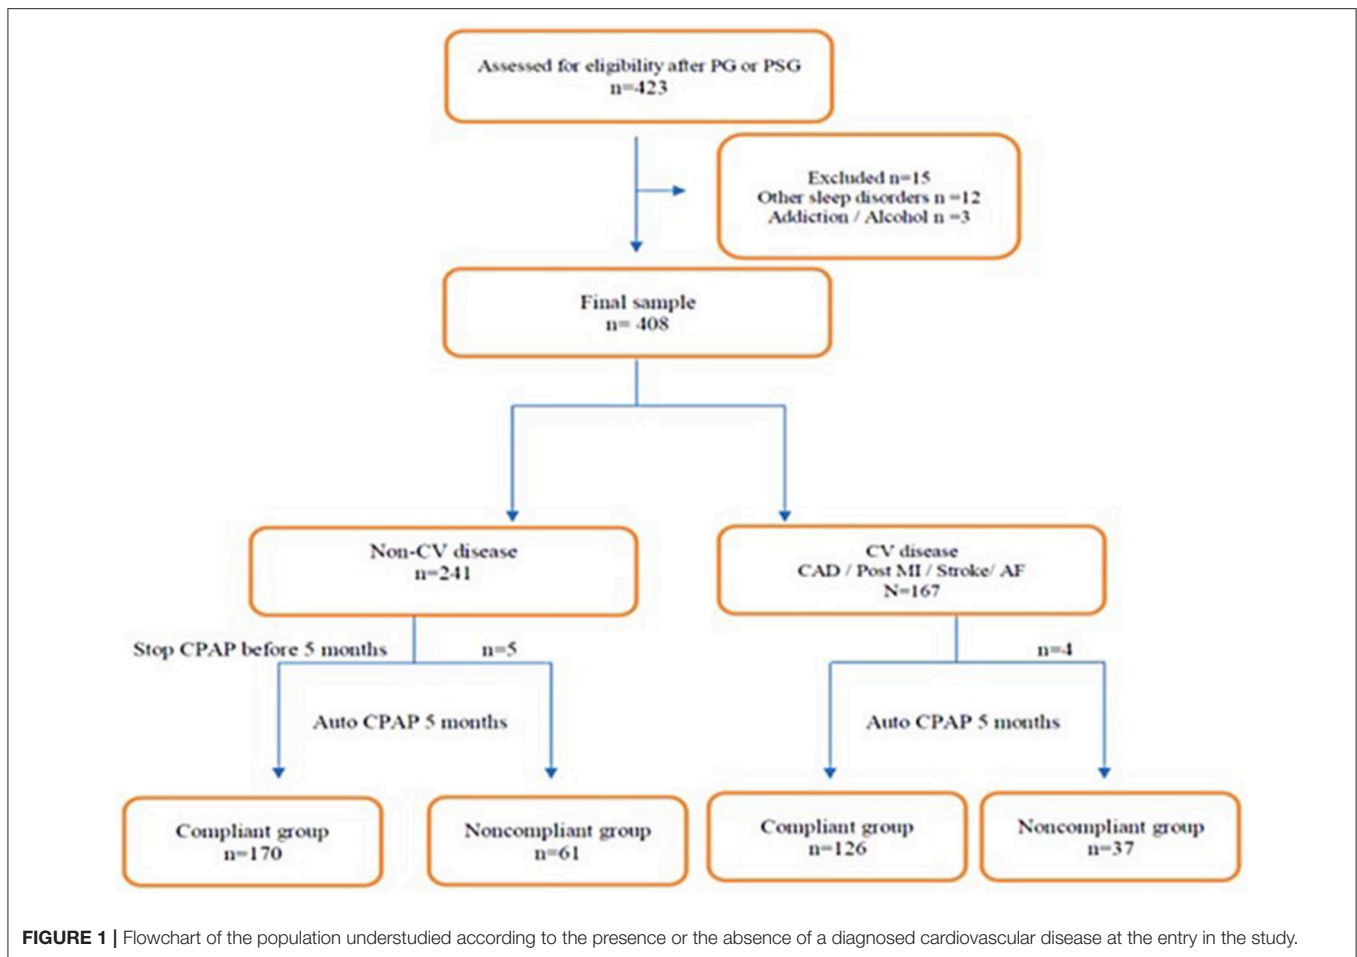 Assessed for eligibility after PG or PSG
n=423
Excluded n=15
Other sleep disorders n =12
Addiction / Alcohol n =3
Final sample
n= 408
Non-CV disease
n=241
CV disease
CAD / Post MI / Stroke/ AF
N=167
Stop CPAP before 5 months n=5
n=4
Auto CPAP 5 months
Auto CPAP 5 months
Compliant group
n=170
Noncompliant group
n=61
Compliant group
n=126
Noncompliant group
n=37
FIGURE 1 | Flowchart of the population understudied according to the presence or the absence of a diagnosed cardiovascular disease at the entry in the study.